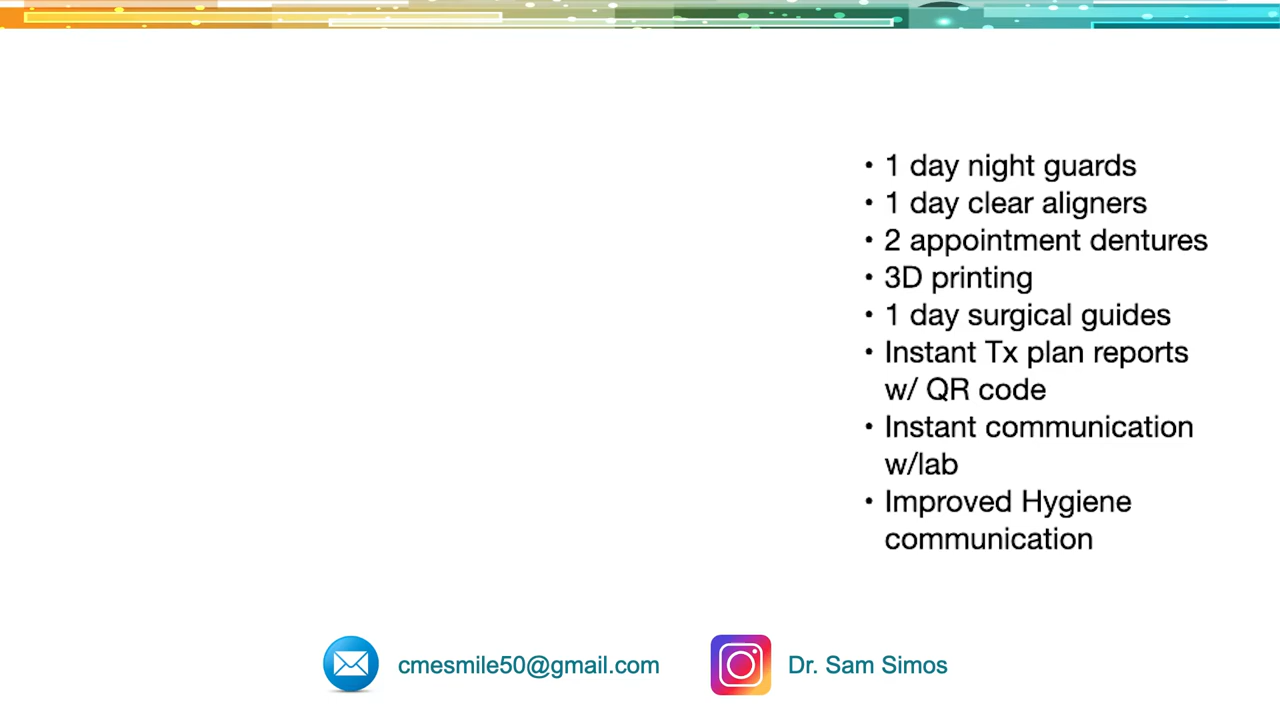 • 1 day night guards
• 1 day clear aligners
• 2 appointment dentures
• 3D printing
• 1 day surgical guides
• Instant Tx plan reports
w/ QR code
• Instant communication
w/lab
• Improved Hygiene
communication
cmesmile50@gmail.com
Dr. Sam Simos